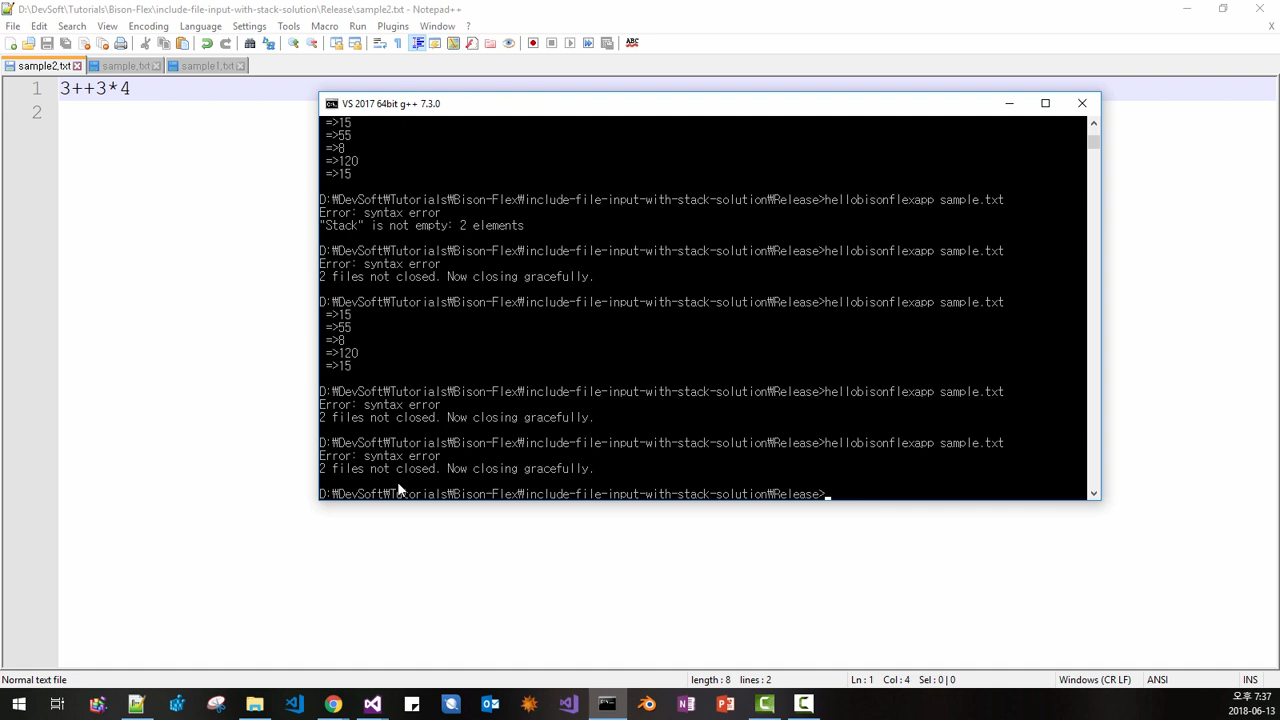 D:\DevSoft\Tutorials\Bison-Flex\include-file-input-with-stack-solution\Release\sample2.txt - Notepad++
File Edit Search View Encoding Language Settings Tools Macro Run Plugins Window ?
X
ABC
sample2.txt sample.txt sample1.txt
1 3++3*4
2
VS 2017 64bit g++ 7.3.0
=>15
=>55
=>8
=>120
=>15
D:₩DevSoft₩Tutorials₩Bison-Flex₩include-file-input-with-stack-solution₩Release>hellobisonflexapp sample.txt
Error: syntax error
"Stack" is not empty: 2 elements
D:₩DevSoft₩Tutorials₩Bison-Flex₩include-file-input-with-stack-solution₩Release>hellobisonflexapp sample.txt
Error: syntax error
2 files not closed. Now closing gracefully.
D:₩DevSoft₩Tutorials₩Bison-Flex₩include-file-input-with-stack-solution₩Release>hellobisonflexapp sample.txt
=>15
=>55
=>8
=>120
=>15
D:₩DevSoft₩Tutorials₩Bison-Flex₩include-file-input-with-stack-solution₩Release>hellobisonflexapp sample.txt
Error: syntax error
2 files not closed. Now closing gracefully.
D:₩DevSoft₩Tutorials₩Bison-Flex₩include-file-input-with-stack-solution₩Release>hellobisonflexapp sample.txt
Error: syntax error
2 files not closed. Now closing gracefully.
D:₩DevSoft₩Tutorials₩Bison-Flex₩include-file-input-with-stack-solution₩Release>
Normal text file length : 8 lines : 2 Ln : 1 Col : 4 Sel : 0 | 0 Windows (CR LF) ANSI INS
오후 7:37
2018-06-13